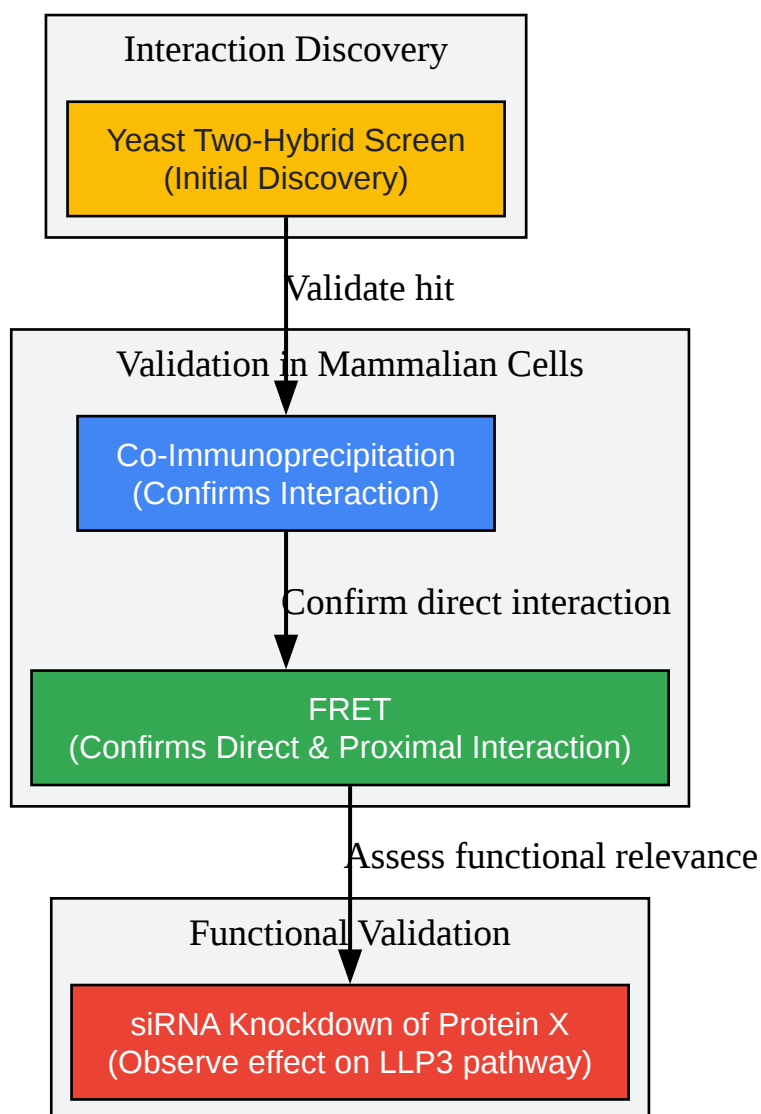 Interaction Discovery
Yeast Two-Hybrid Screen
(Initial Discovery)
Validate hit
Validation in Mammalian Cells
Co-Immunoprecipitation
(Confirms Interaction)
Confirm direct interaction
FRET
(Confirms Direct & Proximal Interaction)
Assess functional relevance
Functional Validation
siRNA Knockdown of Protein X
(Observe effect on LLP3 pathway)